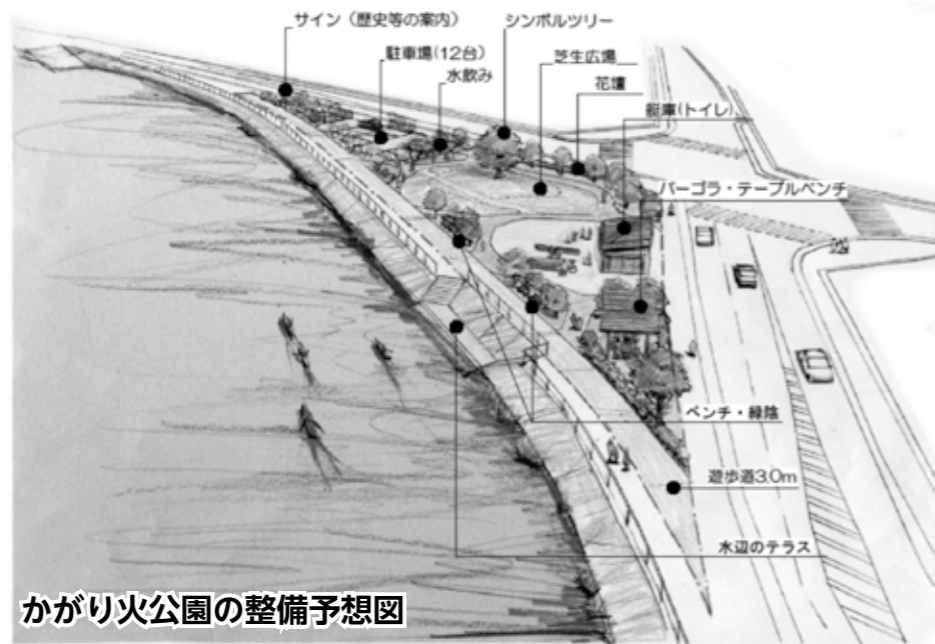 サイン（歴史等の案内）
シンボルツリー
駐車場(12台)
水飲み
芝生広場
花壇
艇庫(トイレ)
パーゴラ・テーブルベンチ
ベンチ・緑陰
遊歩道3.0m
水辺のテラス
かがり火公園の整備予想図